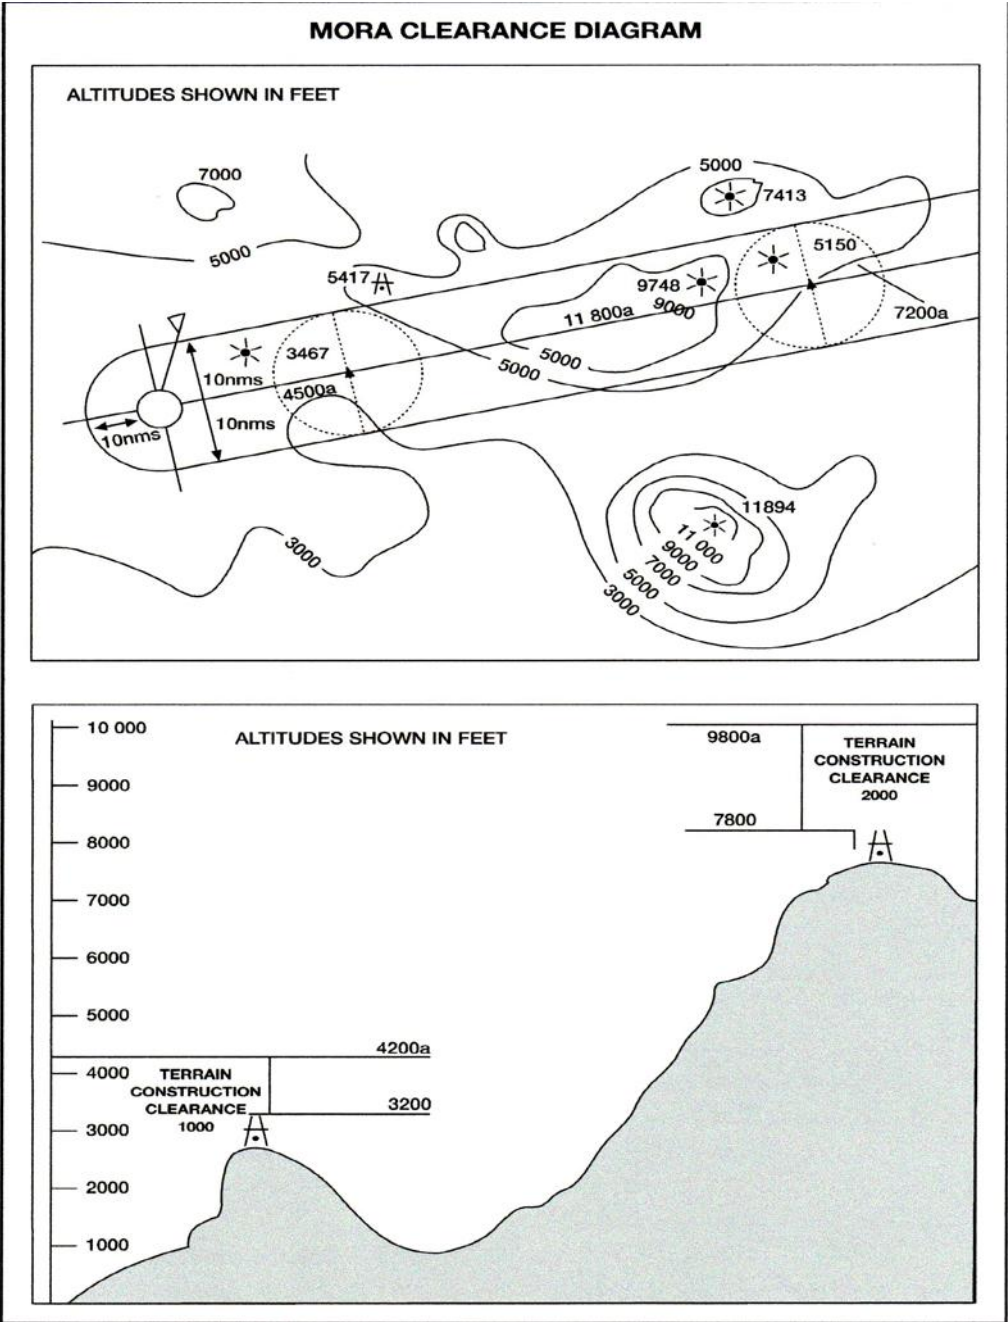 MORA CLEARANCE DIAGRAM
ALTITUDES SHOWN IN FEET
7000
5000
7413
5000
5150
5417
9748
9000
11 800a
7200a
3467
5000
5000
10nms
4500a
10nms
10nms
11894
11 000
9000
7000
5000
3000
3000
10 000
ALTITUDES SHOWN IN FEET
9800a
TERRAIN
CONSTRUCTION
CLEARANCE
2000
9000
7800
8000
7000
6000
5000
4200a
4000
TERRAIN
CONSTRUCTION
CLEARANCE
1000
3200
3000
2000
1000